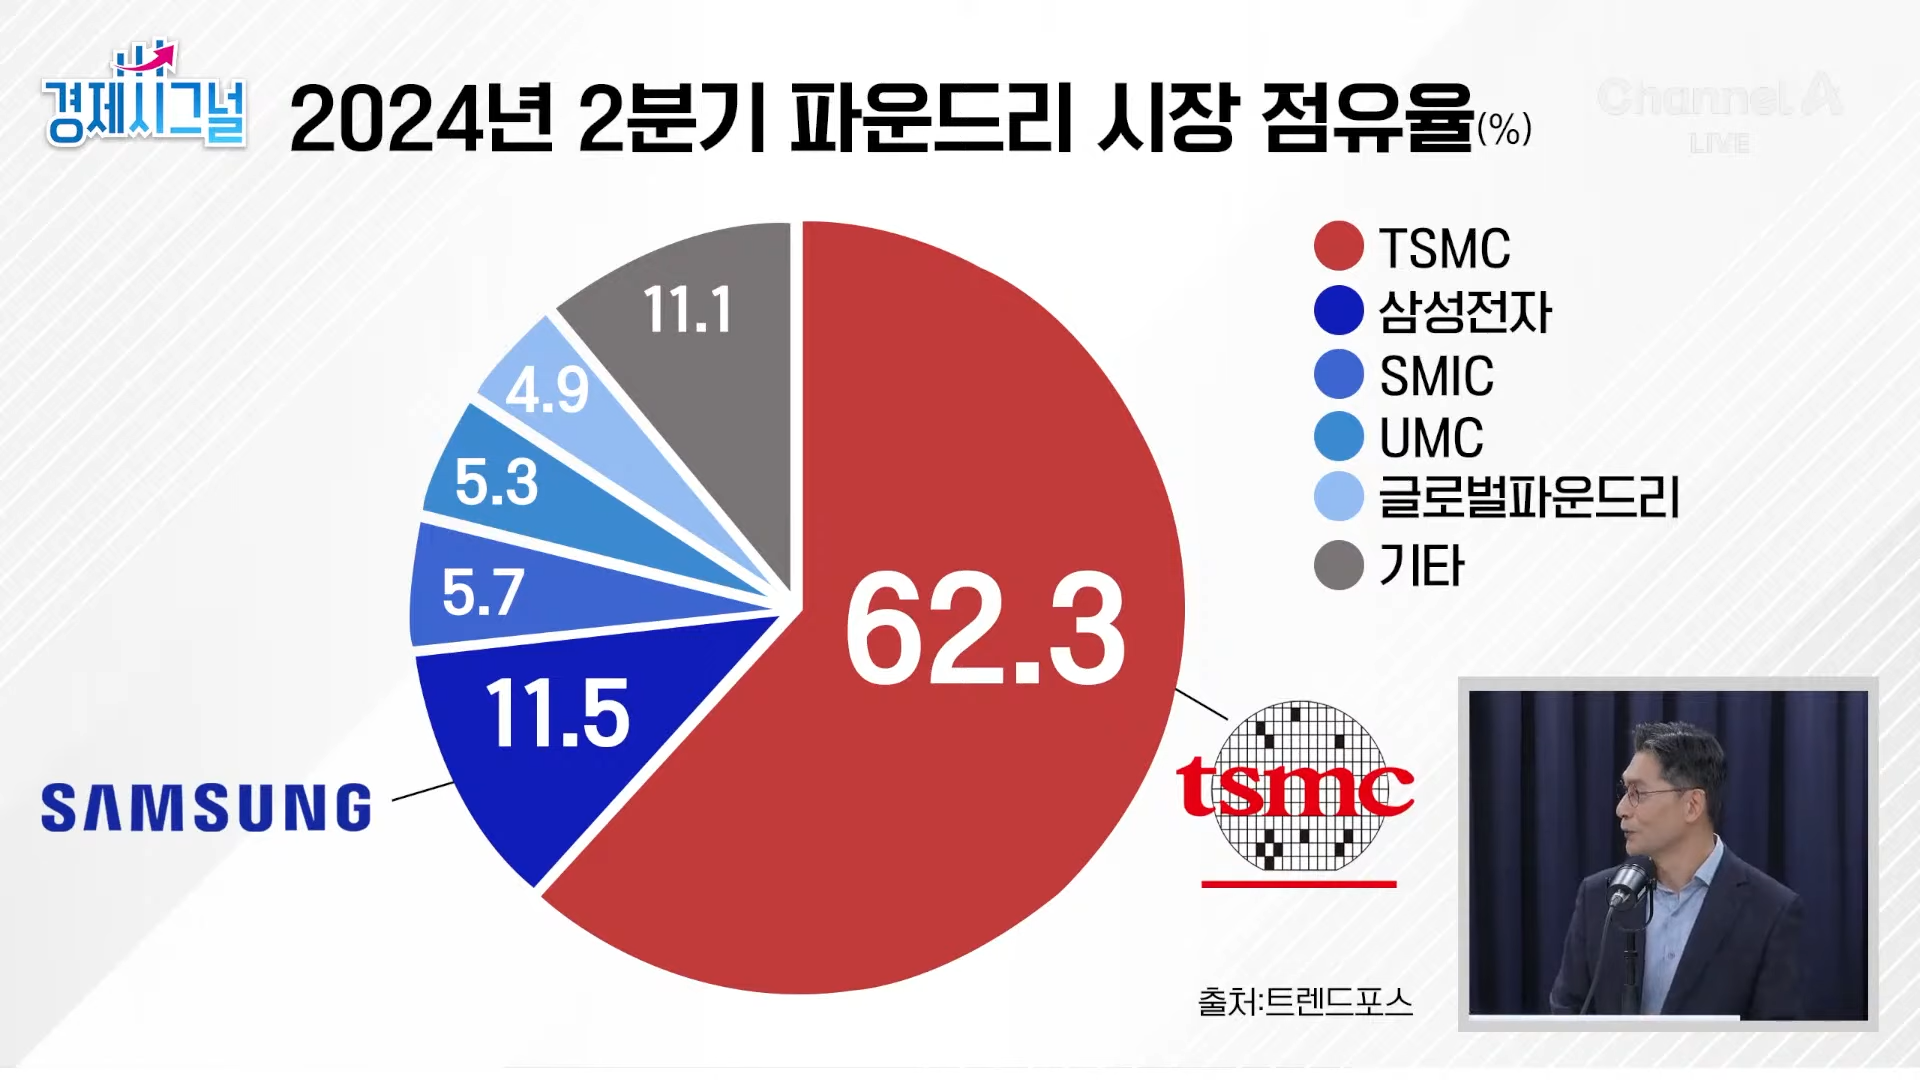 경제시그널
2024년 2분기 파운드리 시장 점유율(%)
Channel A
LIVE
TSMC
삼성전자
SMIC
UMC
글로벌파운드리
기타
11.1
4.9
5.3
5.7
11.5
62.3
SAMSUNG
tsmc
출처:트렌드포스